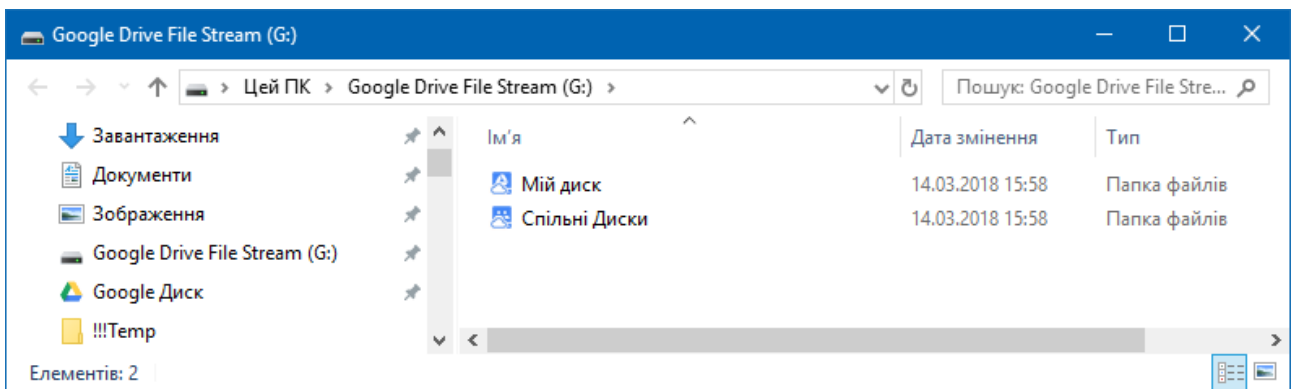 Google Drive File Stream (G:)
Цей ПК > Google Drive File Stream (G:) >
Пошук: Google Drive File Stre...
Завантаження
Документи
Зображення
Google Drive File Stream (G:)
Google Диск
!!!Temp
Ім'я Дата змінення Тип
Мій диск 14.03.2018 15:58 Папка файлів
Спільні Диски 14.03.2018 15:58 Папка файлів
Елементів: 2